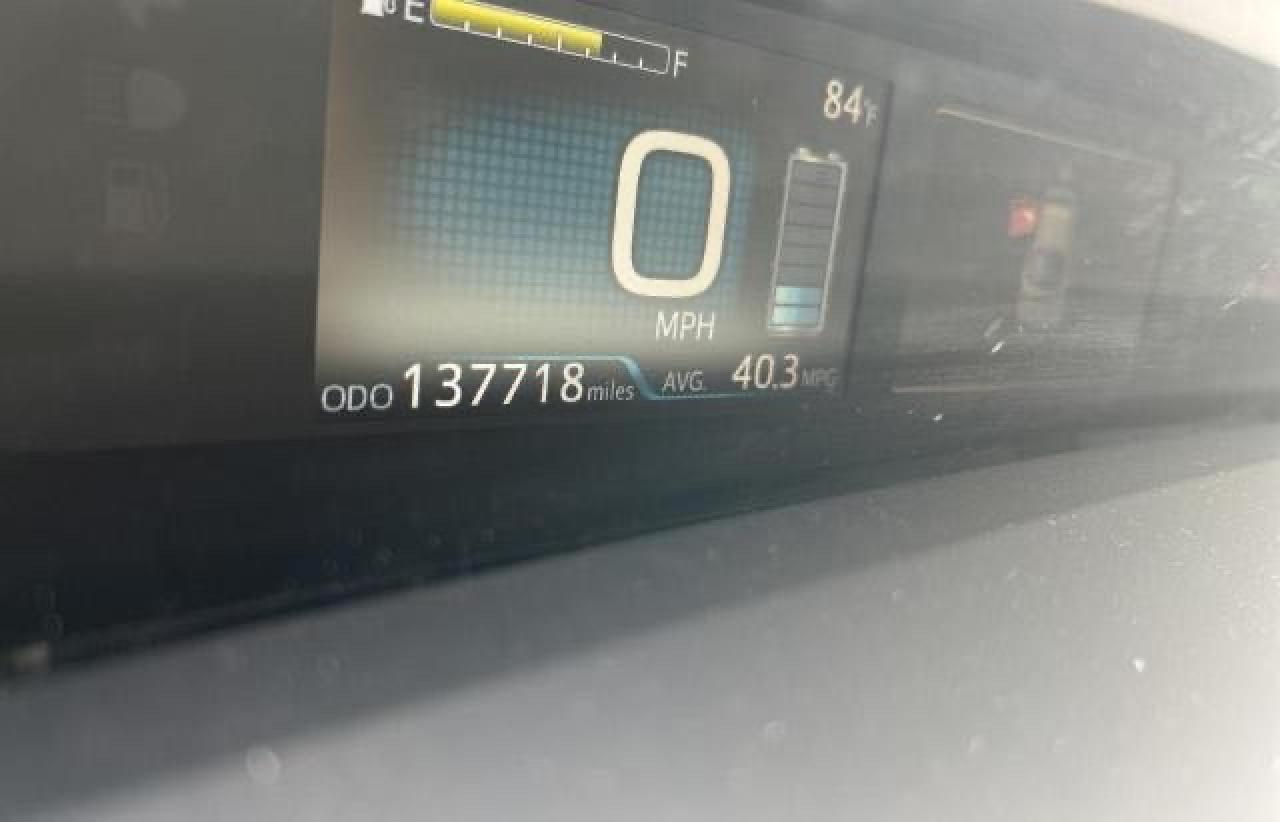 E
F
84°F
0
MPH
ODO 137718 miles AVG. 40.3 MPG